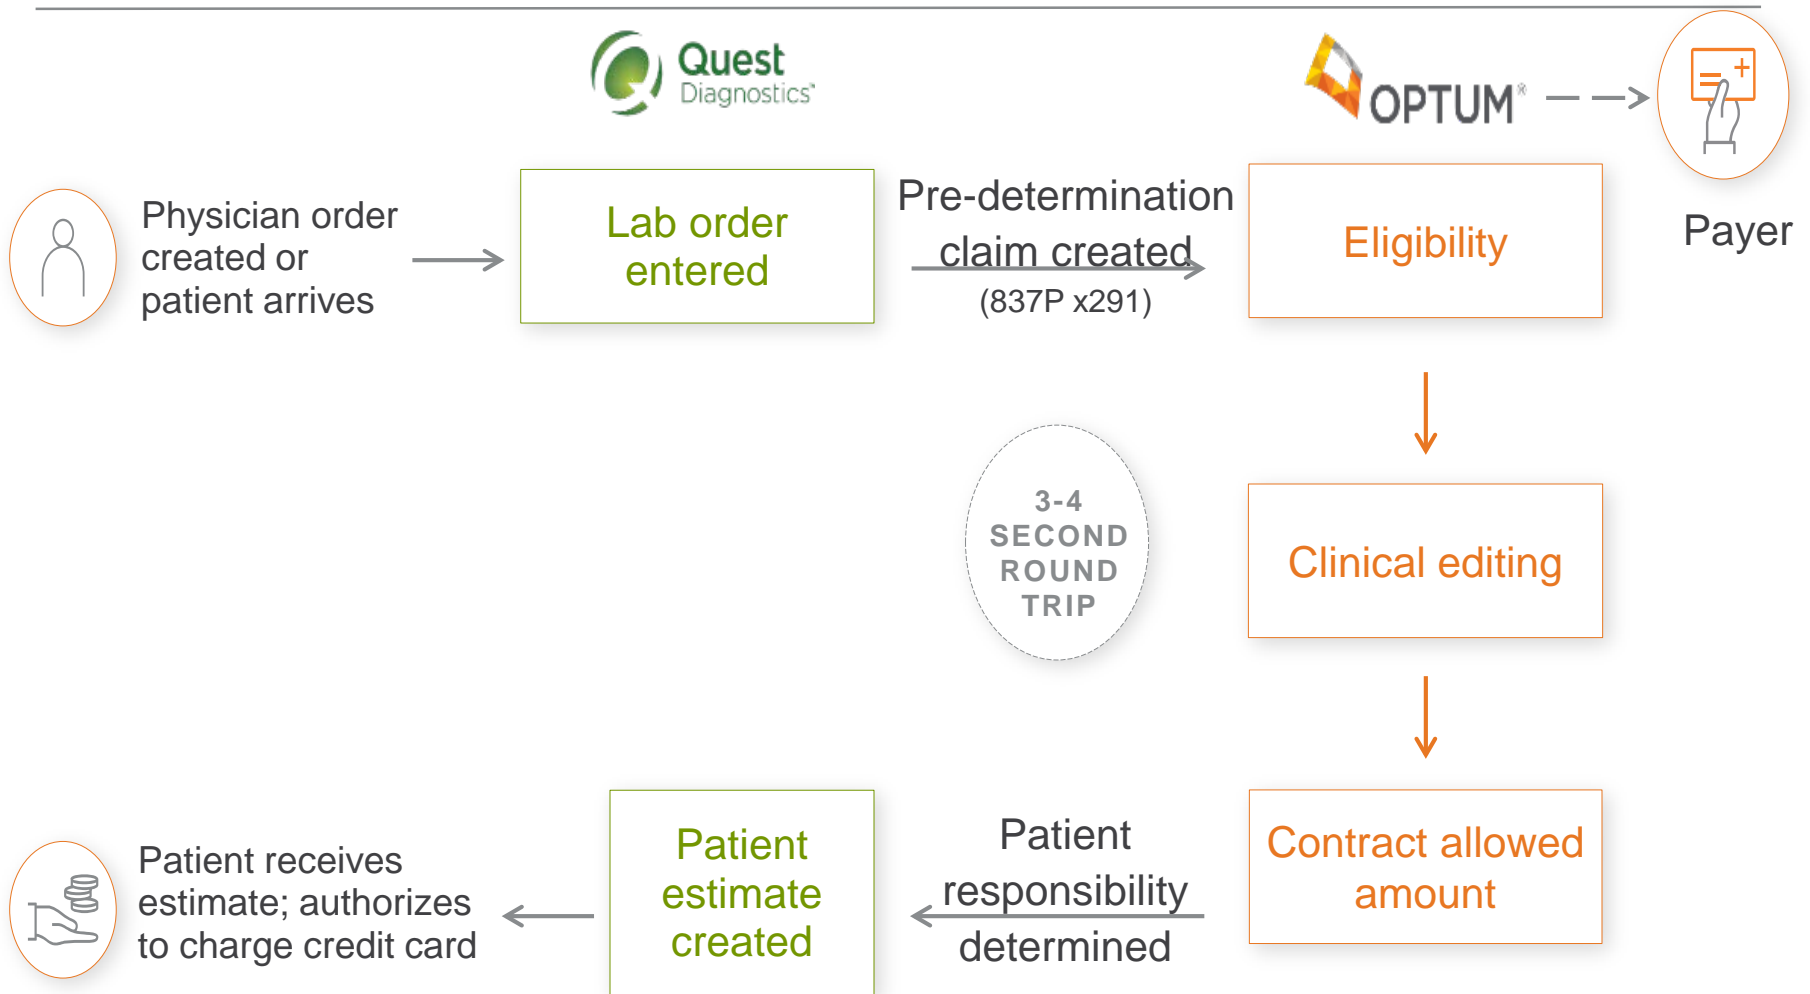 Quest
Diagnostics™
OPTUM®
Physician order
created or
patient arrives
Lab order
entered
Pre-determination
claim created
(837P x291)
Eligibility
Payer
3-4
SECOND
ROUND
TRIP
Clinical editing
Contract allowed
amount
Patient
responsibility
determined
Patient
estimate
created
Patient receives
estimate; authorizes
to charge credit card